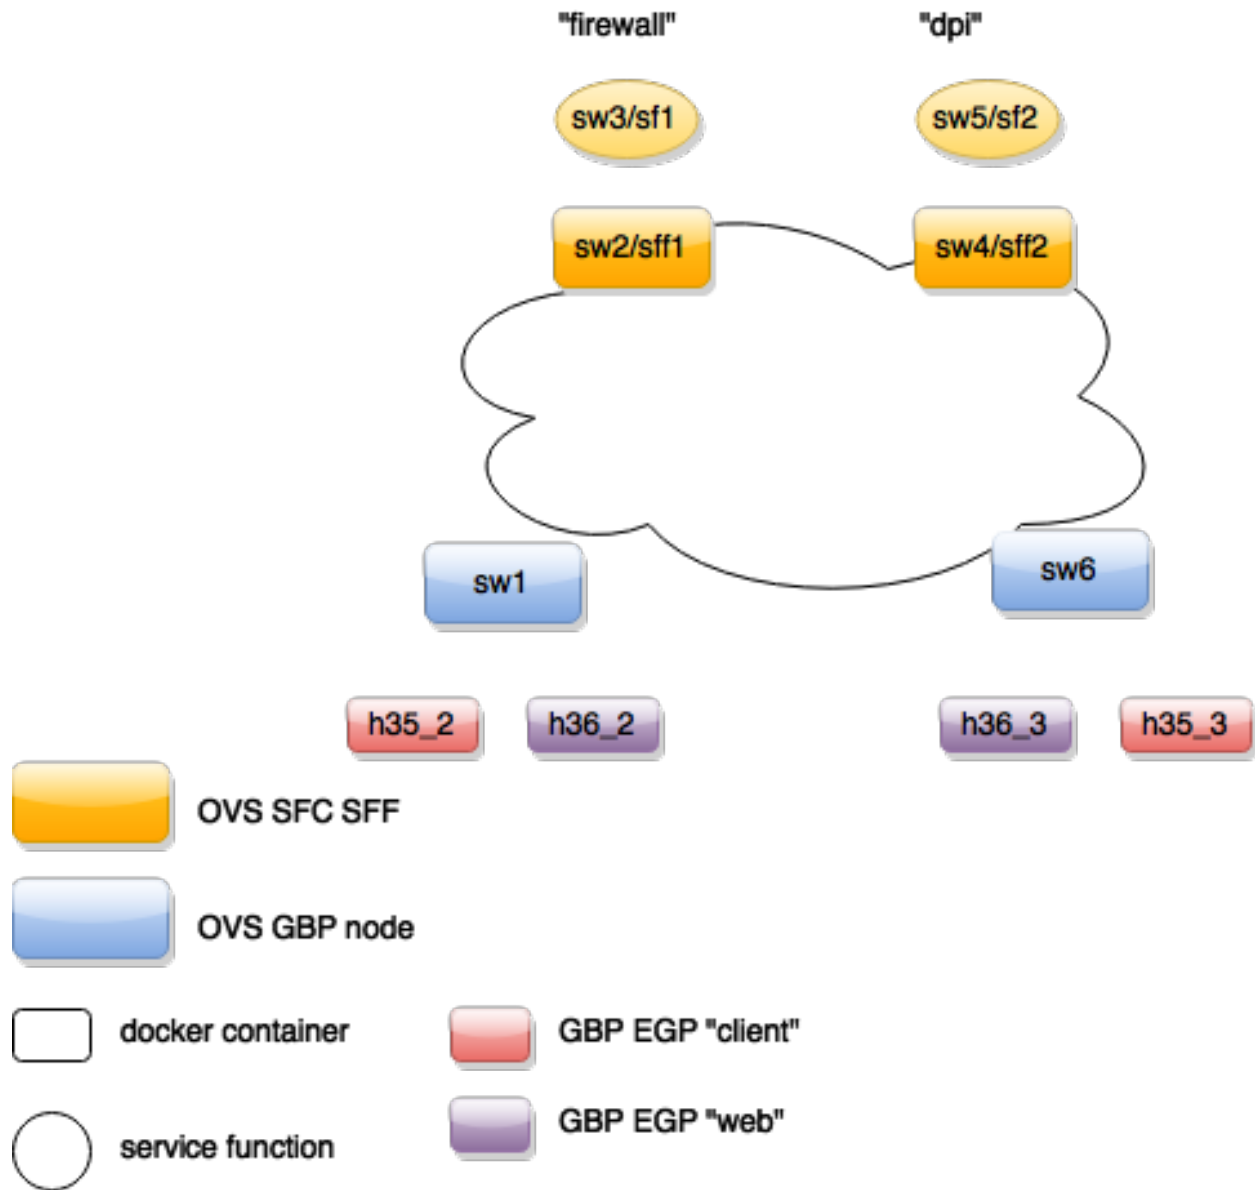 "firewall"
"dpi"
sw3/sf1
sw5/sf2
sw2/sff1
sw4/sff2
sw1
sw6
h35_2
h36_2
h36_3
h35_3
OVS SFC SFF
OVS GBP node
docker container
GBP EGP "client"
service function
GBP EGP "web"